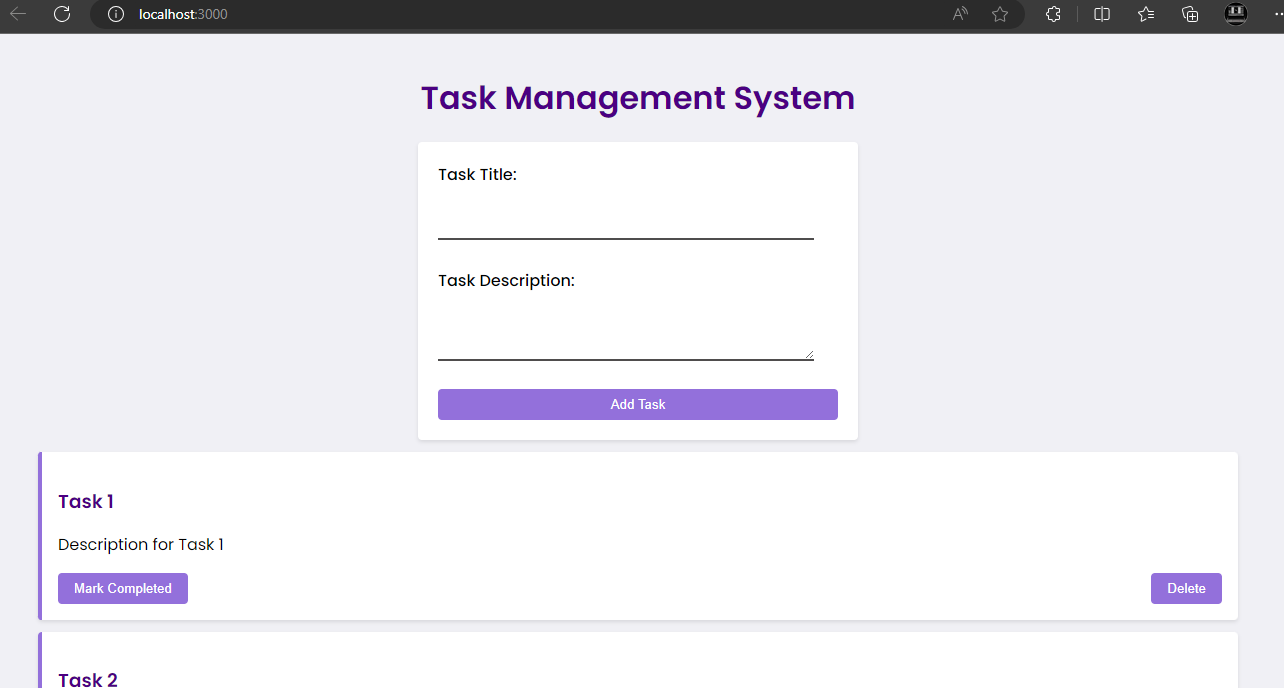 localhost:3000
Task Management System
Task Title:
Task Description:
Add Task
Task 1
Description for Task 1
Mark Completed
Delete
Task 2